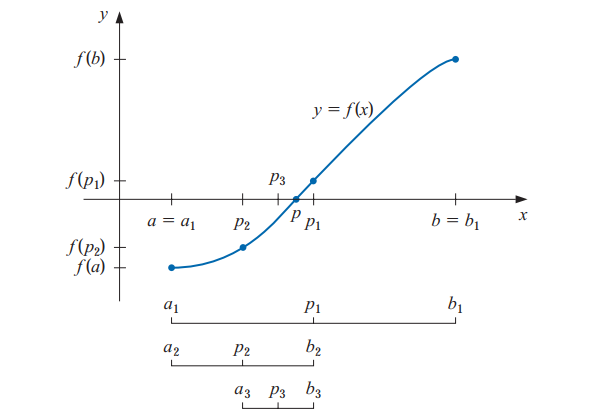 y
f(b)
y = f(x)
f(p₁)
p₃
a = a₁ p₂ p p₁ b = b₁ x
f(p₂)
f(a)
a₁ p₁ b₁
a₂ p₂ b₂
a₃ p₃ b₃